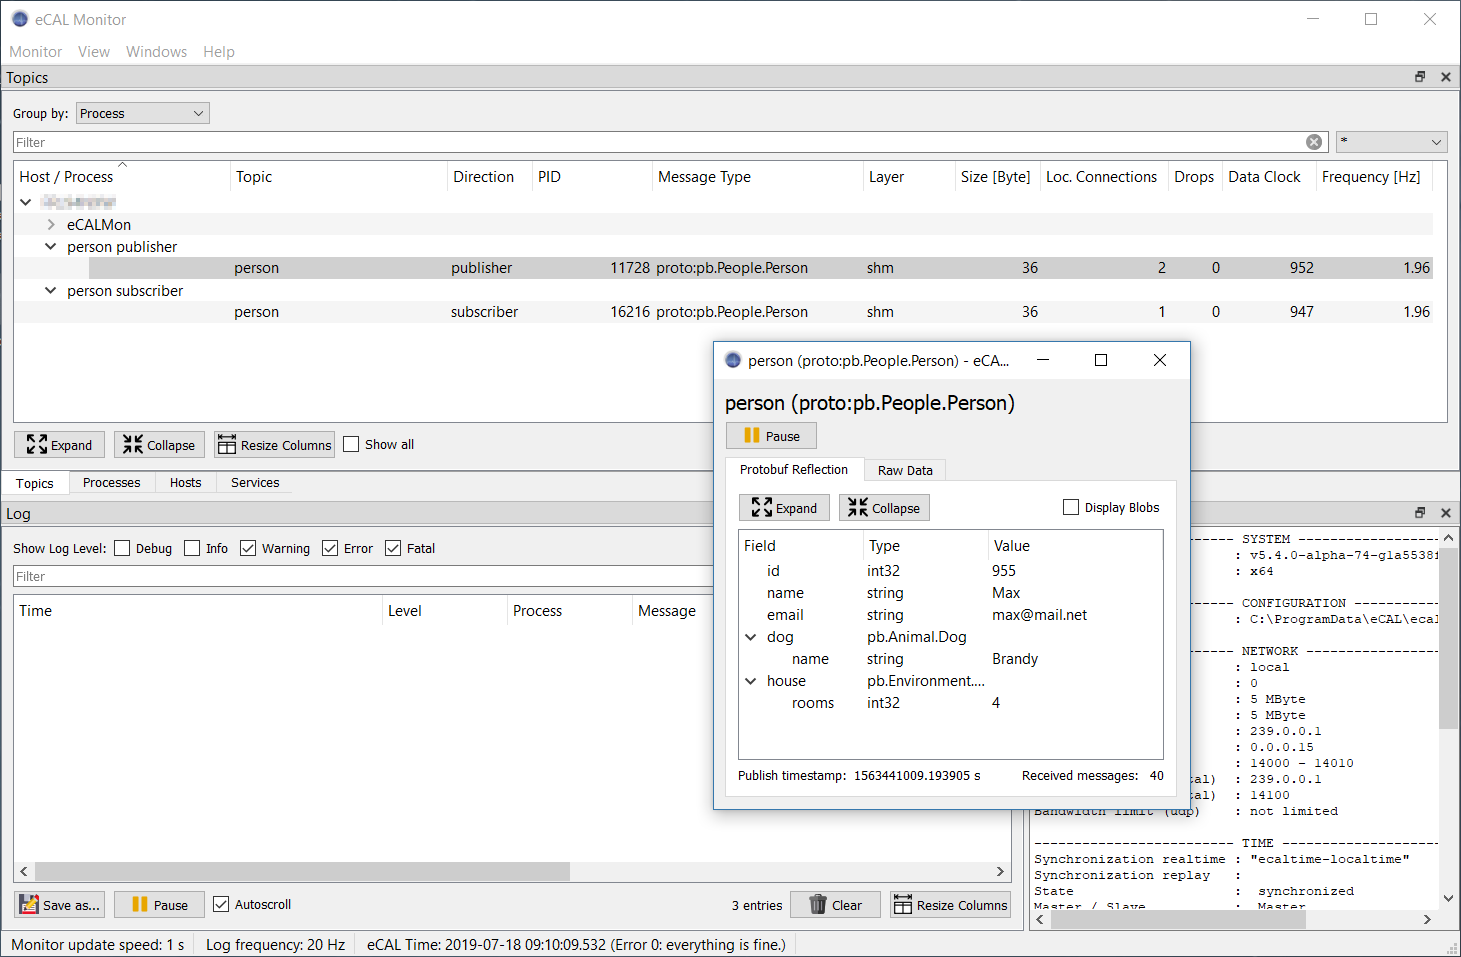 eCAL Monitor
Monitor View Windows Help
Topics
Group by: Process
Filter *
Host / Process Topic Direction PID Message Type Layer Size [Byte] Loc. Connections Drops Data Clock Frequency [Hz]
eCALMon
person publisher
person publisher 11728 proto:pb.People.Person shm 36 2 0 952 1.96
person subscriber
person subscriber 16216 proto:pb.People.Person shm 36 1 0 947 1.96
Expand Collapse Resize Columns Show all
Topics Processes Hosts Services
person (proto:pb.People.Person) - eCA...
person (proto:pb.People.Person)
Pause
Protobuf Reflection Raw Data
Expand Collapse Display Blobs
Field Type Value
id int32 955
name string Max
email string max@mail.net
dog pb.Animal.Dog
name string Brandy
house pb.Environment....
rooms int32 4
Publish timestamp: 1563441009.193905 s Received messages: 40
Log
Show Log Level: Debug Info Warning Error Fatal
Filter
Time Level Process Message
3 entries
Save as... Pause Autoscroll Clear Resize Columns
------ SYSTEM ------
: v5.4.0-alpha-74-g1a5538f
: x64
------ CONFIGURATION ------
: C:\ProgramData\eCAL\ecal
------ NETWORK ------
: local
: 0
: 5 MByte
: 5 MByte
: 239.0.0.1
: 0.0.0.15
: 14000 - 14010
: 239.0.0.1
: 14100
Bandwidth limit (udp) : not limited
------ TIME ------
Synchronization realtime : "ecaltime-localtime"
Synchronization replay :
State : synchronized
Master / Slave : Master
Monitor update speed: 1 s Log frequency: 20 Hz eCAL Time: 2019-07-18 09:10:09.532 (Error 0: everything is fine.)